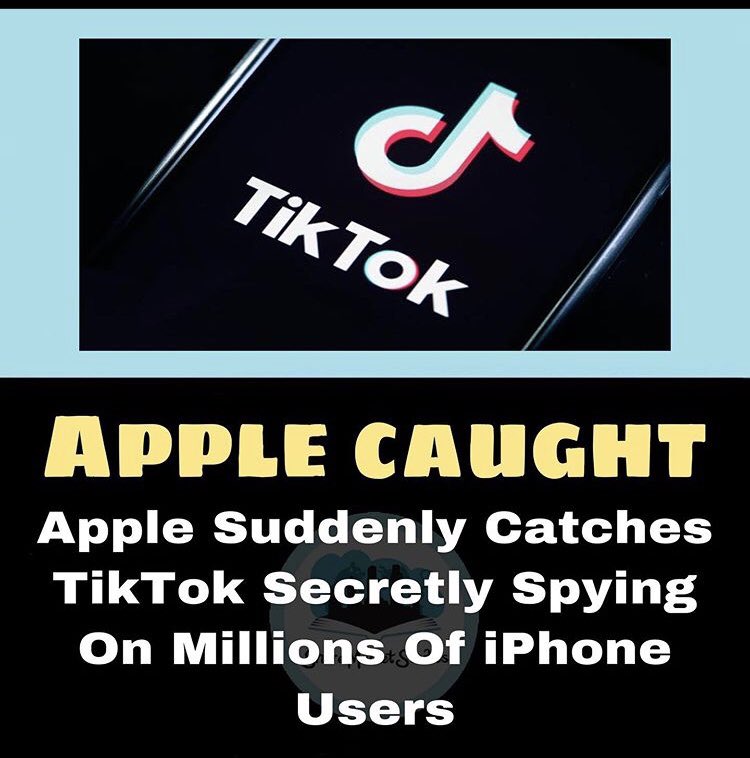 TikTok
APPLE CAUGHT
Apple Suddenly Catches
TikTok Secretly Spying
On Millions Of iPhone
Users